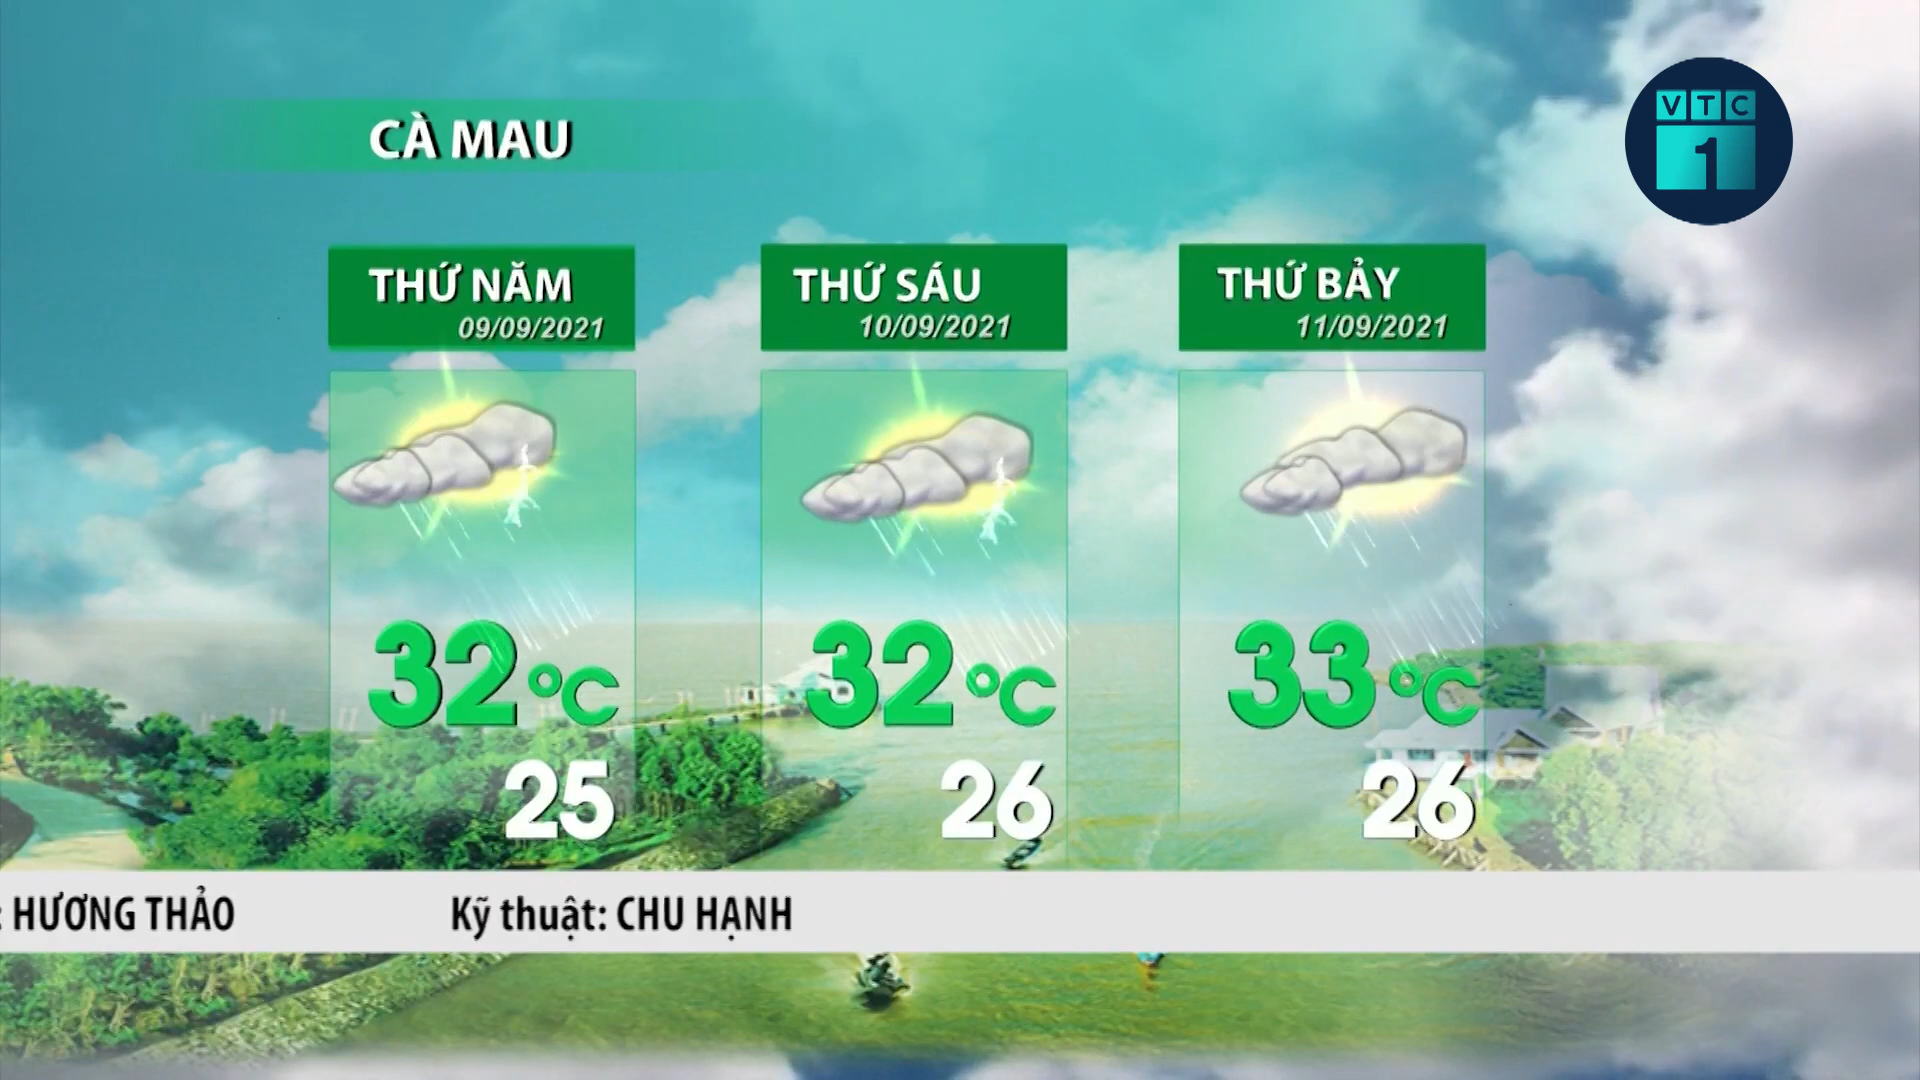 CÀ MAU
VTC
1
THỨ NĂM
09/09/2021
THỨ SÁU
10/09/2021
THỨ BẢY
11/09/2021
32°C
32°C
33°C
25
26
26
: HƯƠNG THẢO
Kỹ thuật: CHU HẠNH